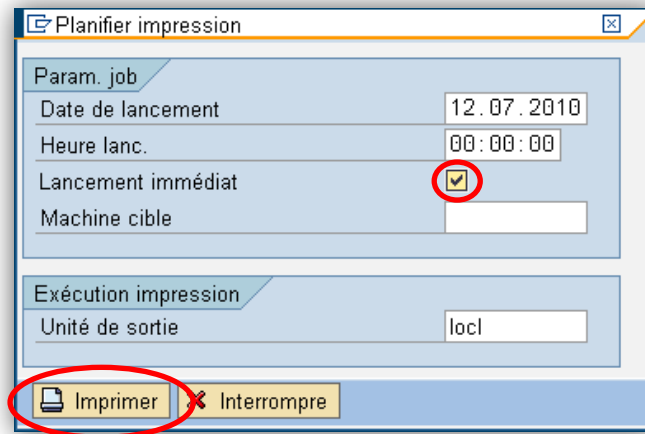 Planifier impression
Param. job
Date de lancement 12.07.2010
Heure lanc. 00:00:00
Lancement immédiat
Machine cible
Exécution impression
Unité de sortie locl
Imprimer Interrompre